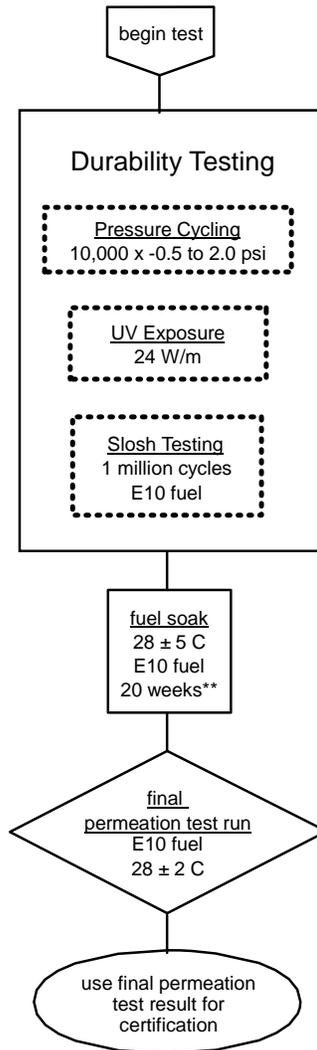 begin test
Durability Testing
Pressure Cycling
10,000 x -0.5 to 2.0 psi
UV Exposure
24 W/m
Slosh Testing
1 million cycles
E10 fuel
fuel soak
28 ± 5 C
E10 fuel
20 weeks**
final
permeation test run
E10 fuel
28 ± 2 C
use final permeation
test result for
certification